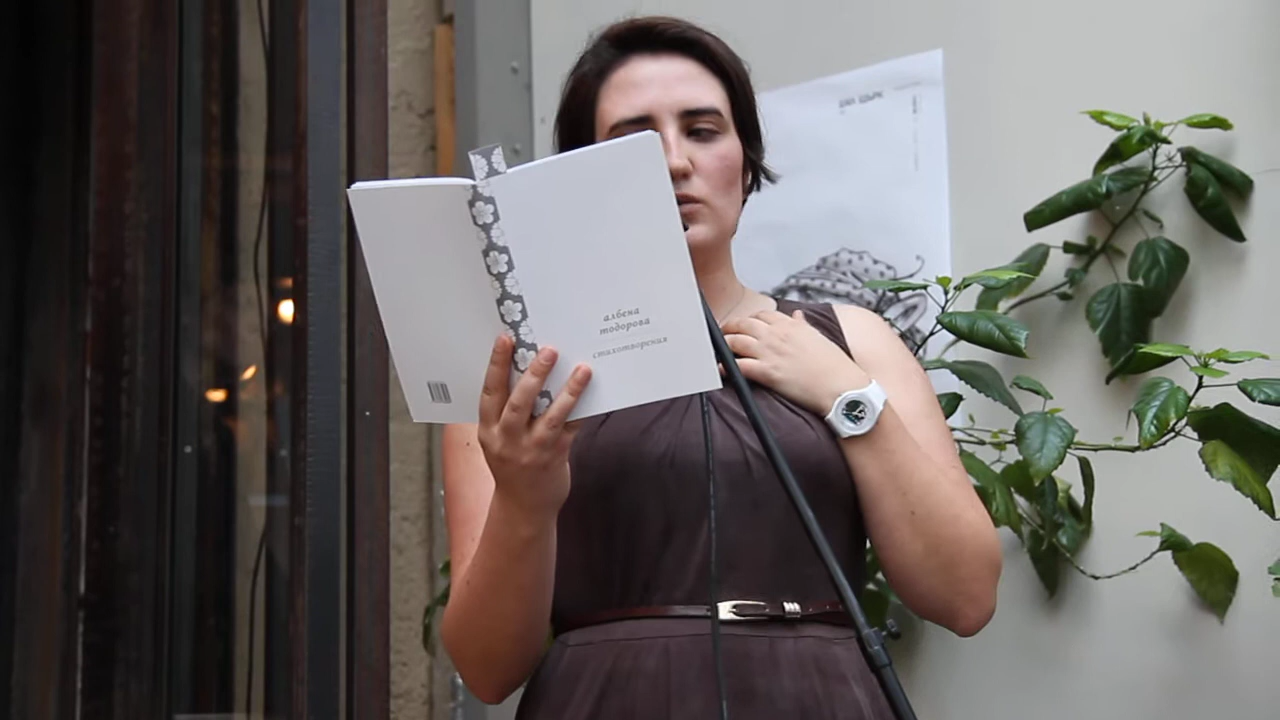 албена
тодорова
стихотворения